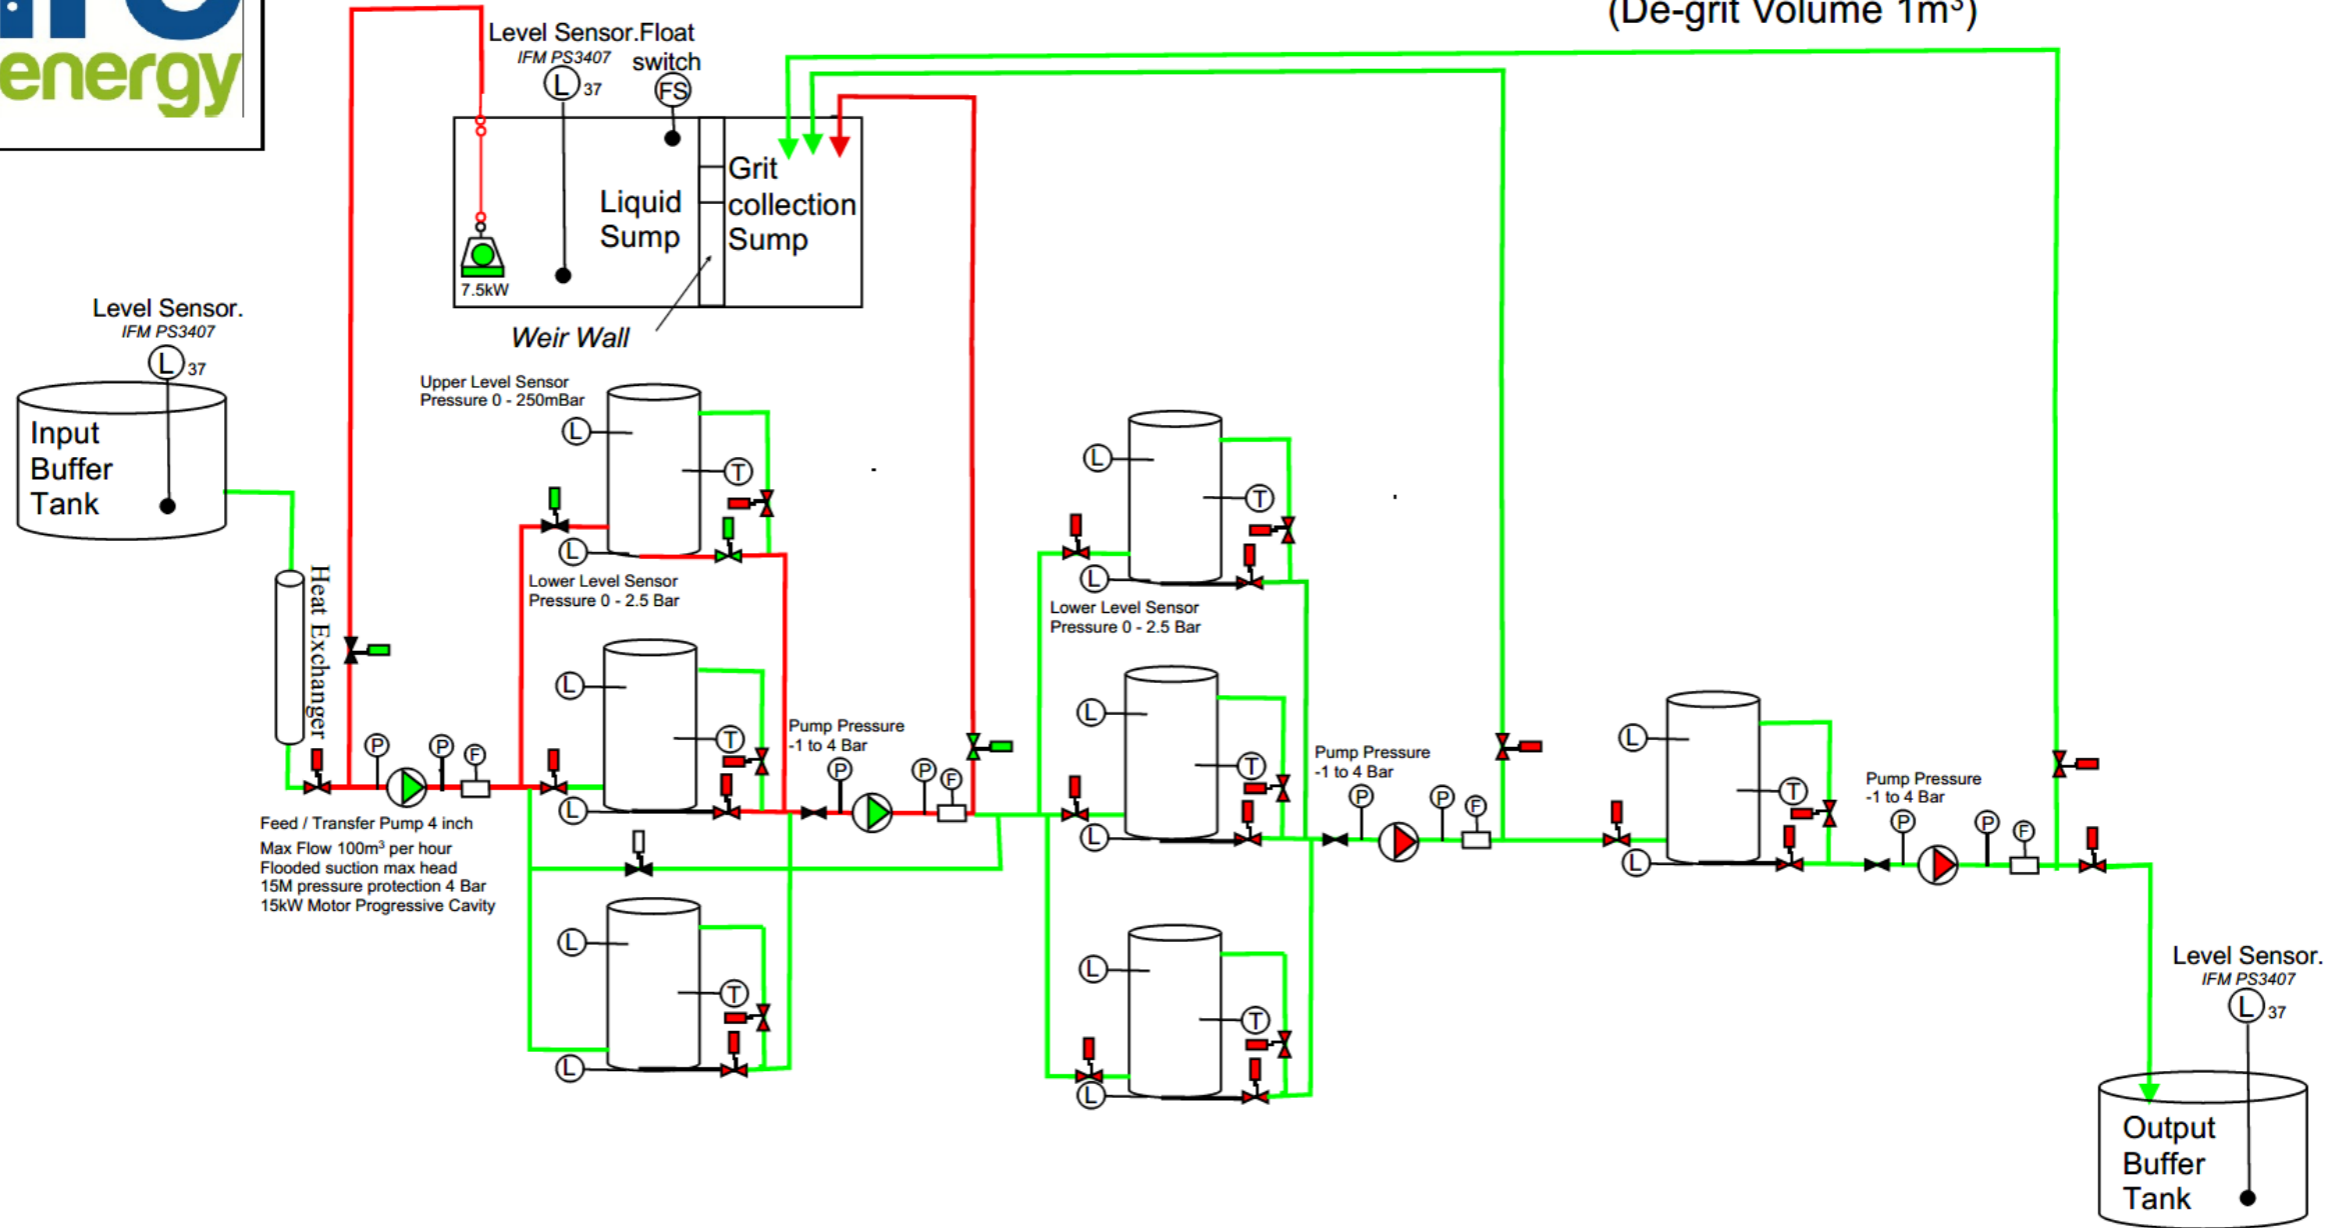 energy
(De-grit Volume 1m³)
Level Sensor.
IFM PS3407
L 37
Float
switch
FS
Liquid
Sump
Grit
collection
Sump
7.5kW
Weir Wall
Level Sensor.
IFM PS3407
L 37
Input
Buffer
Tank
Heat Exchanger
Upper Level Sensor
Pressure 0 - 250mBar
L
T
L
Lower Level Sensor
Pressure 0 - 2.5 Bar
L
T
L
P
P
F
Feed / Transfer Pump 4 inch
Max Flow 100m³ per hour
Flooded suction max head
15M pressure protection 4 Bar
15kW Motor Progressive Cavity
L
T
L
Pump Pressure
-1 to 4 Bar
P
P
F
L
T
L
Lower Level Sensor
Pressure 0 - 2.5 Bar
L
T
L
L
T
L
Pump Pressure
-1 to 4 Bar
P
P
F
L
T
L
Pump Pressure
-1 to 4 Bar
P
P
F
Level Sensor.
IFM PS3407
L 37
Output
Buffer
Tank